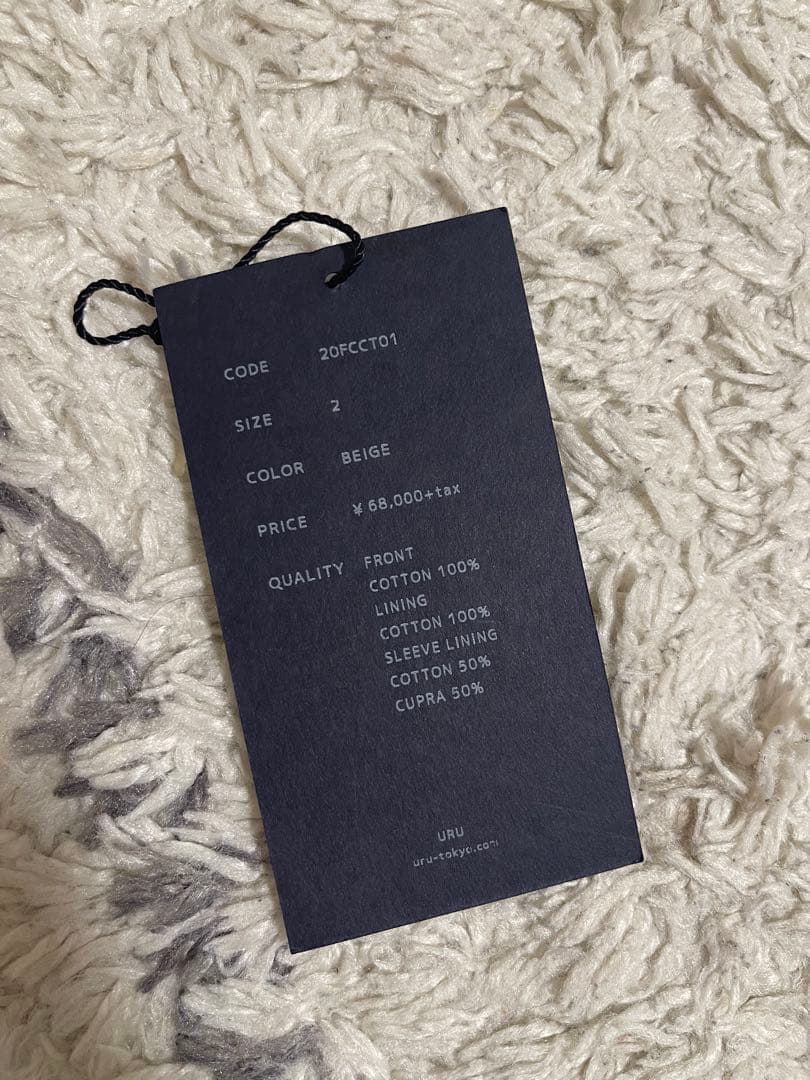 CODE 20FCCT01
SIZE 2
COLOR BEIGE
PRICE ¥68,000+tax
QUALITY FRONT
COTTON 100%
LINING
COTTON 100%
SLEEVE LINING
COTTON 50%
CUPRA 50%
URU
uru-tokyo.com